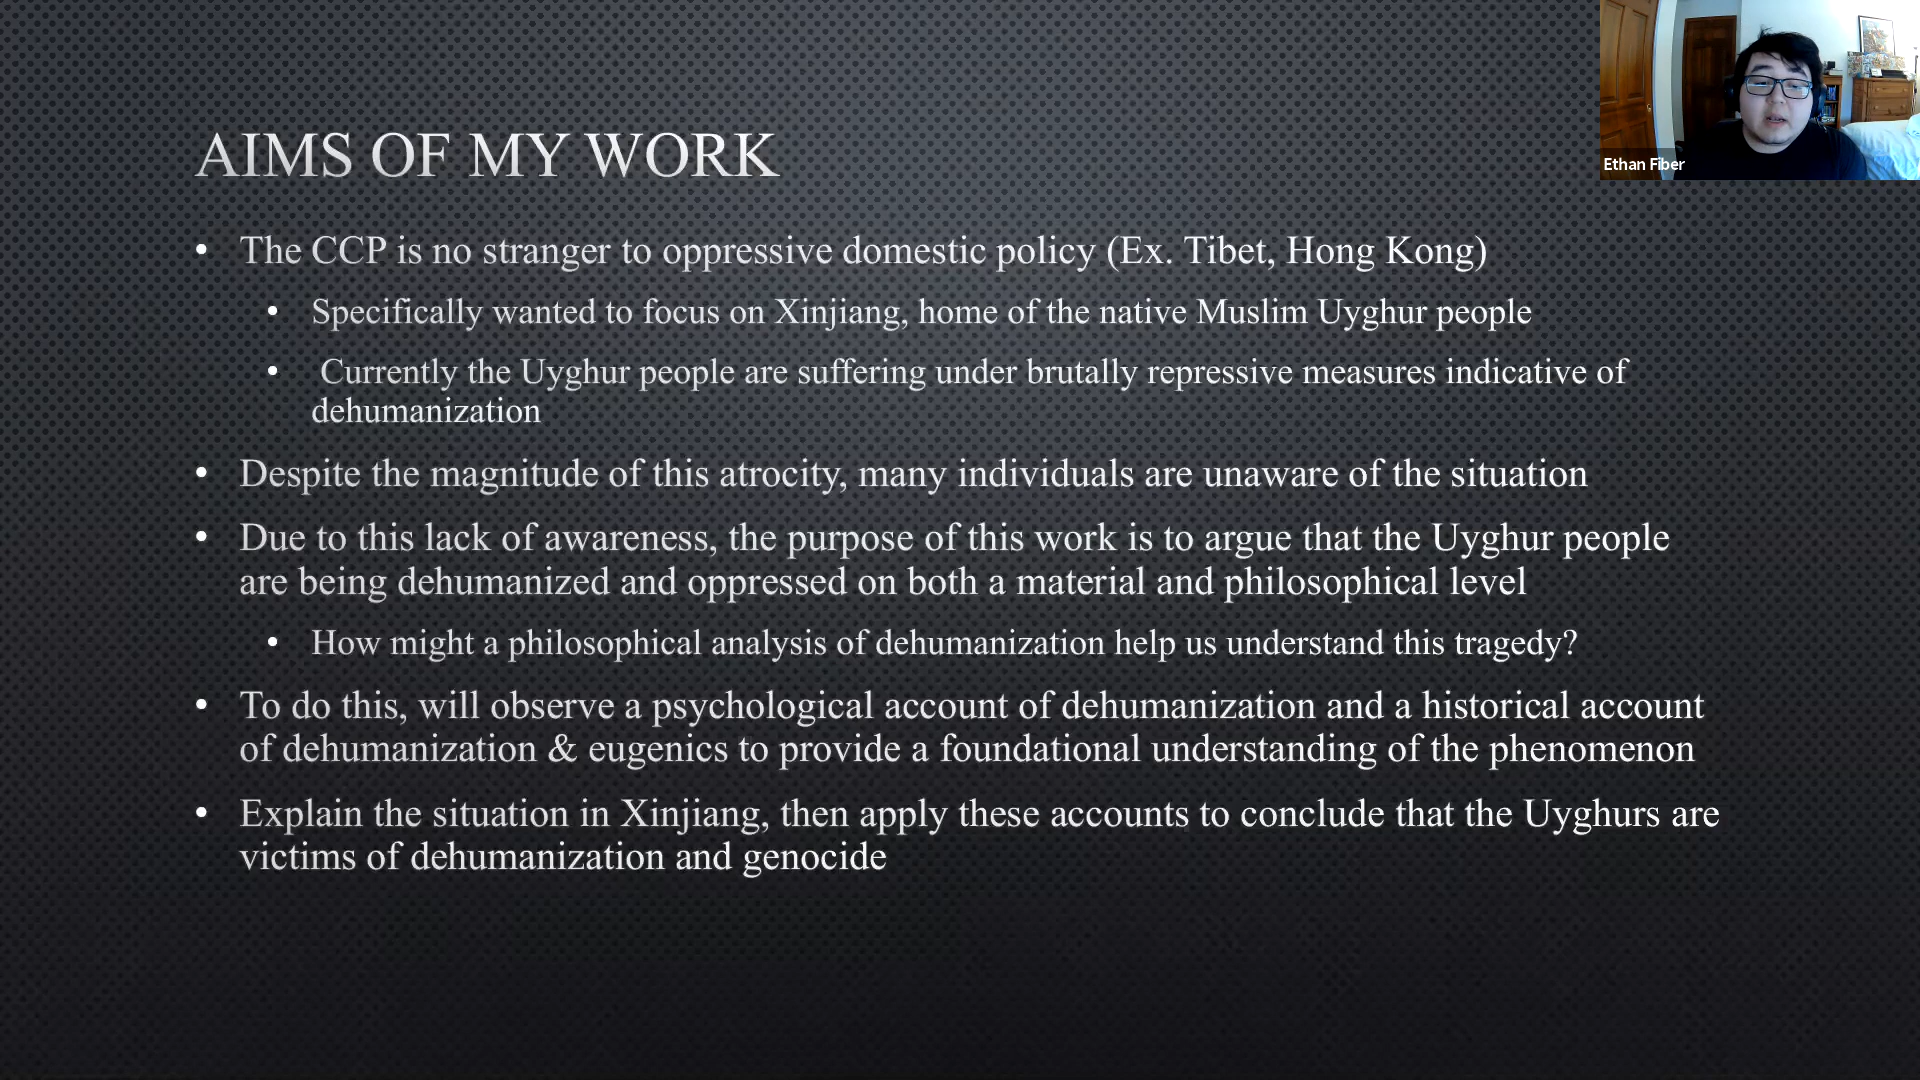 AIMS OF MY WORK
Ethan Fiber
• The CCP is no stranger to oppressive domestic policy (Ex. Tibet, Hong Kong)
• Specifically wanted to focus on Xinjiang, home of the native Muslim Uyghur people
• Currently the Uyghur people are suffering under brutally repressive measures indicative of
dehumanization
• Despite the magnitude of this atrocity, many individuals are unaware of the situation
• Due to this lack of awareness, the purpose of this work is to argue that the Uyghur people
are being dehumanized and oppressed on both a material and philosophical level
• How might a philosophical analysis of dehumanization help us understand this tragedy?
• To do this, will observe a psychological account of dehumanization and a historical account
of dehumanization & eugenics to provide a foundational understanding of the phenomenon
• Explain the situation in Xinjiang, then apply these accounts to conclude that the Uyghurs are
victims of dehumanization and genocide